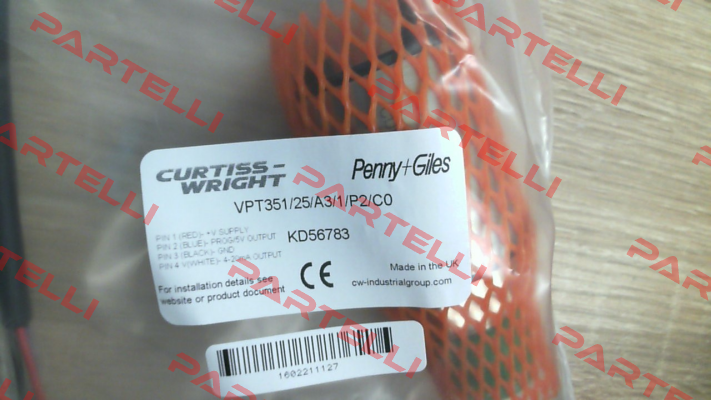 CURTISS-
WRIGHT
Penny+Giles
VPT351/25/A3/1/P2/C0
PIN 1 (RED)- +V SUPPLY
PIN 2 (BLUE)- PROG/5V OUTPUT
PIN 3 (BLACK)- GND
PIN 4 V(WHITE)- 4-20mA OUTPUT
KD56783
For installation details see
website or product document
CE
Made in the UK
cw-industrialgroup.com
1602211127
PARTELLI
PARTELLI
PARTELLI
PARTELLI
PARTELLI
PARTELLI
PARTELLI
PARTELLI